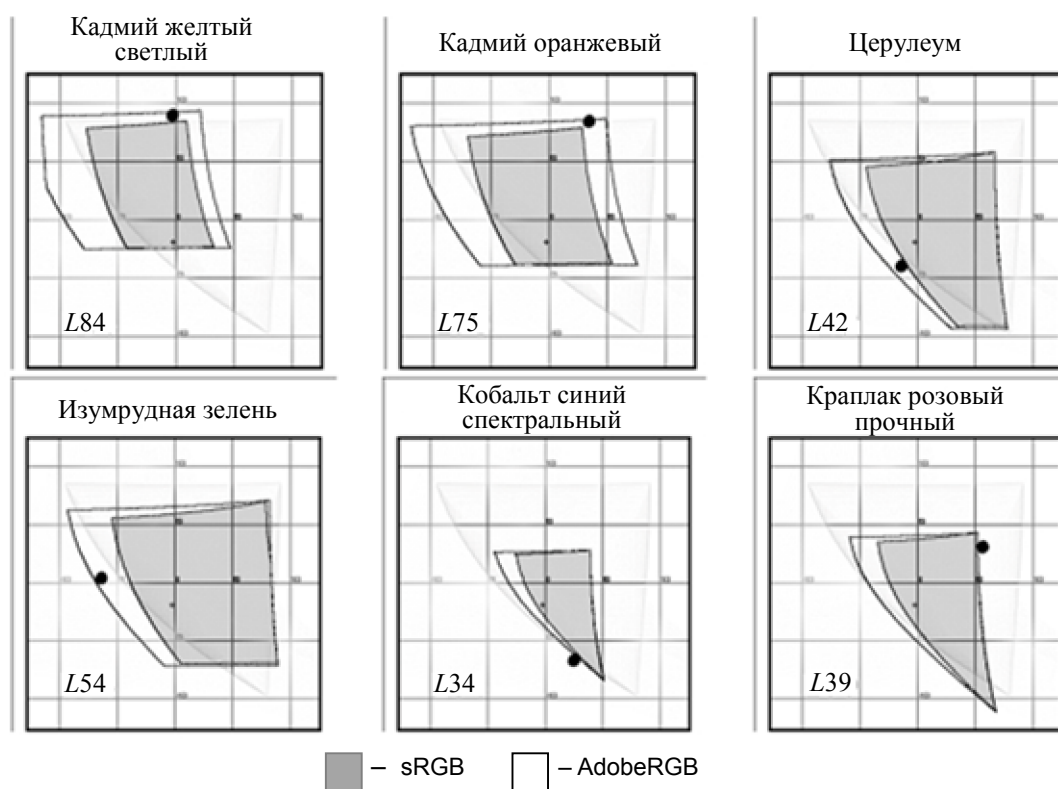 Кадмий желтый
светлый
Кадмий оранжевый
Церулеум
L84
L75
L42
Изумрудная зелень
Кобальт синий
спектральный
Краплак розовый
прочный
L54
L34
L39
– sRGB
– AdobeRGB